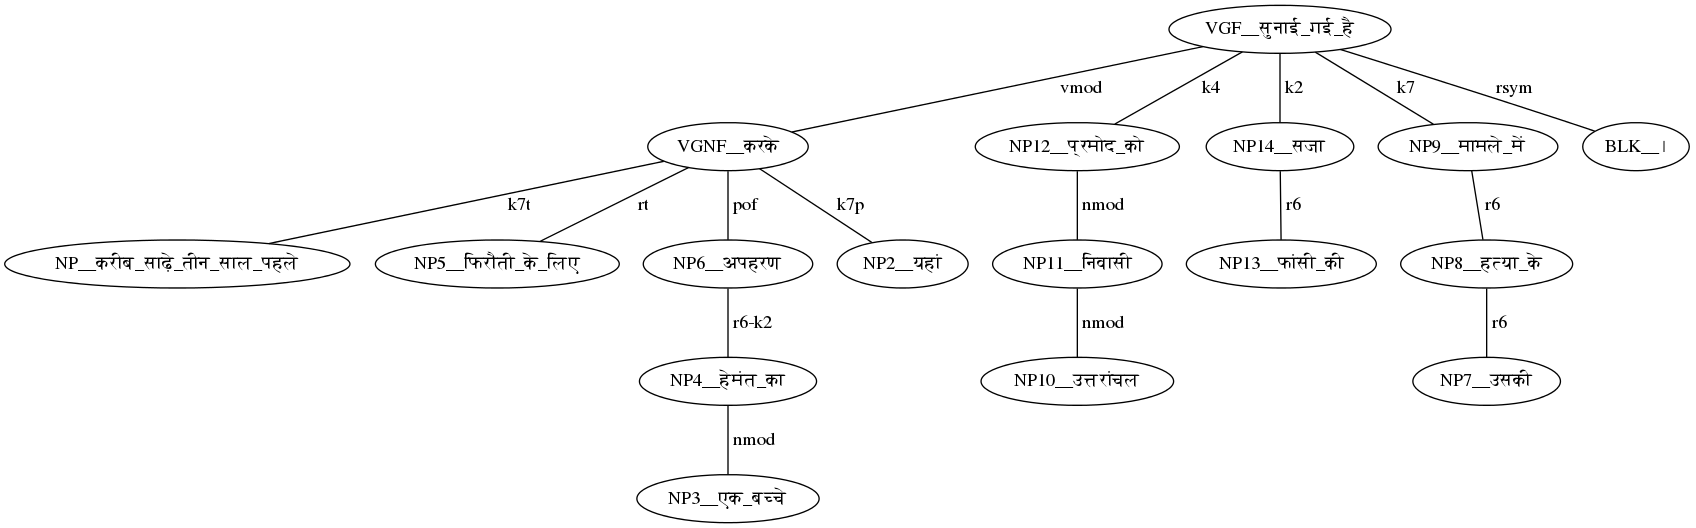 VGF__सुनाई_गई_है
vmod k4 k2 k7 rsym
VGNF__करके NP12__प्रमोद_को NP14__सजा NP9__मामले_में BLK__।
k7t rt pof k7p nmod r6 r6
NP__करीब_साढ़े_तीन_साल_पहले NP5__फिरौती_के_लिए NP6__अपहरण NP2__यहां NP11__निवासी NP13__फांसी_की NP8__हत्या_के
r6-k2 nmod r6
NP4__हेमंत_का NP10__उत्तरांचल NP7__उसकी
nmod
NP3__एक_बच्चे